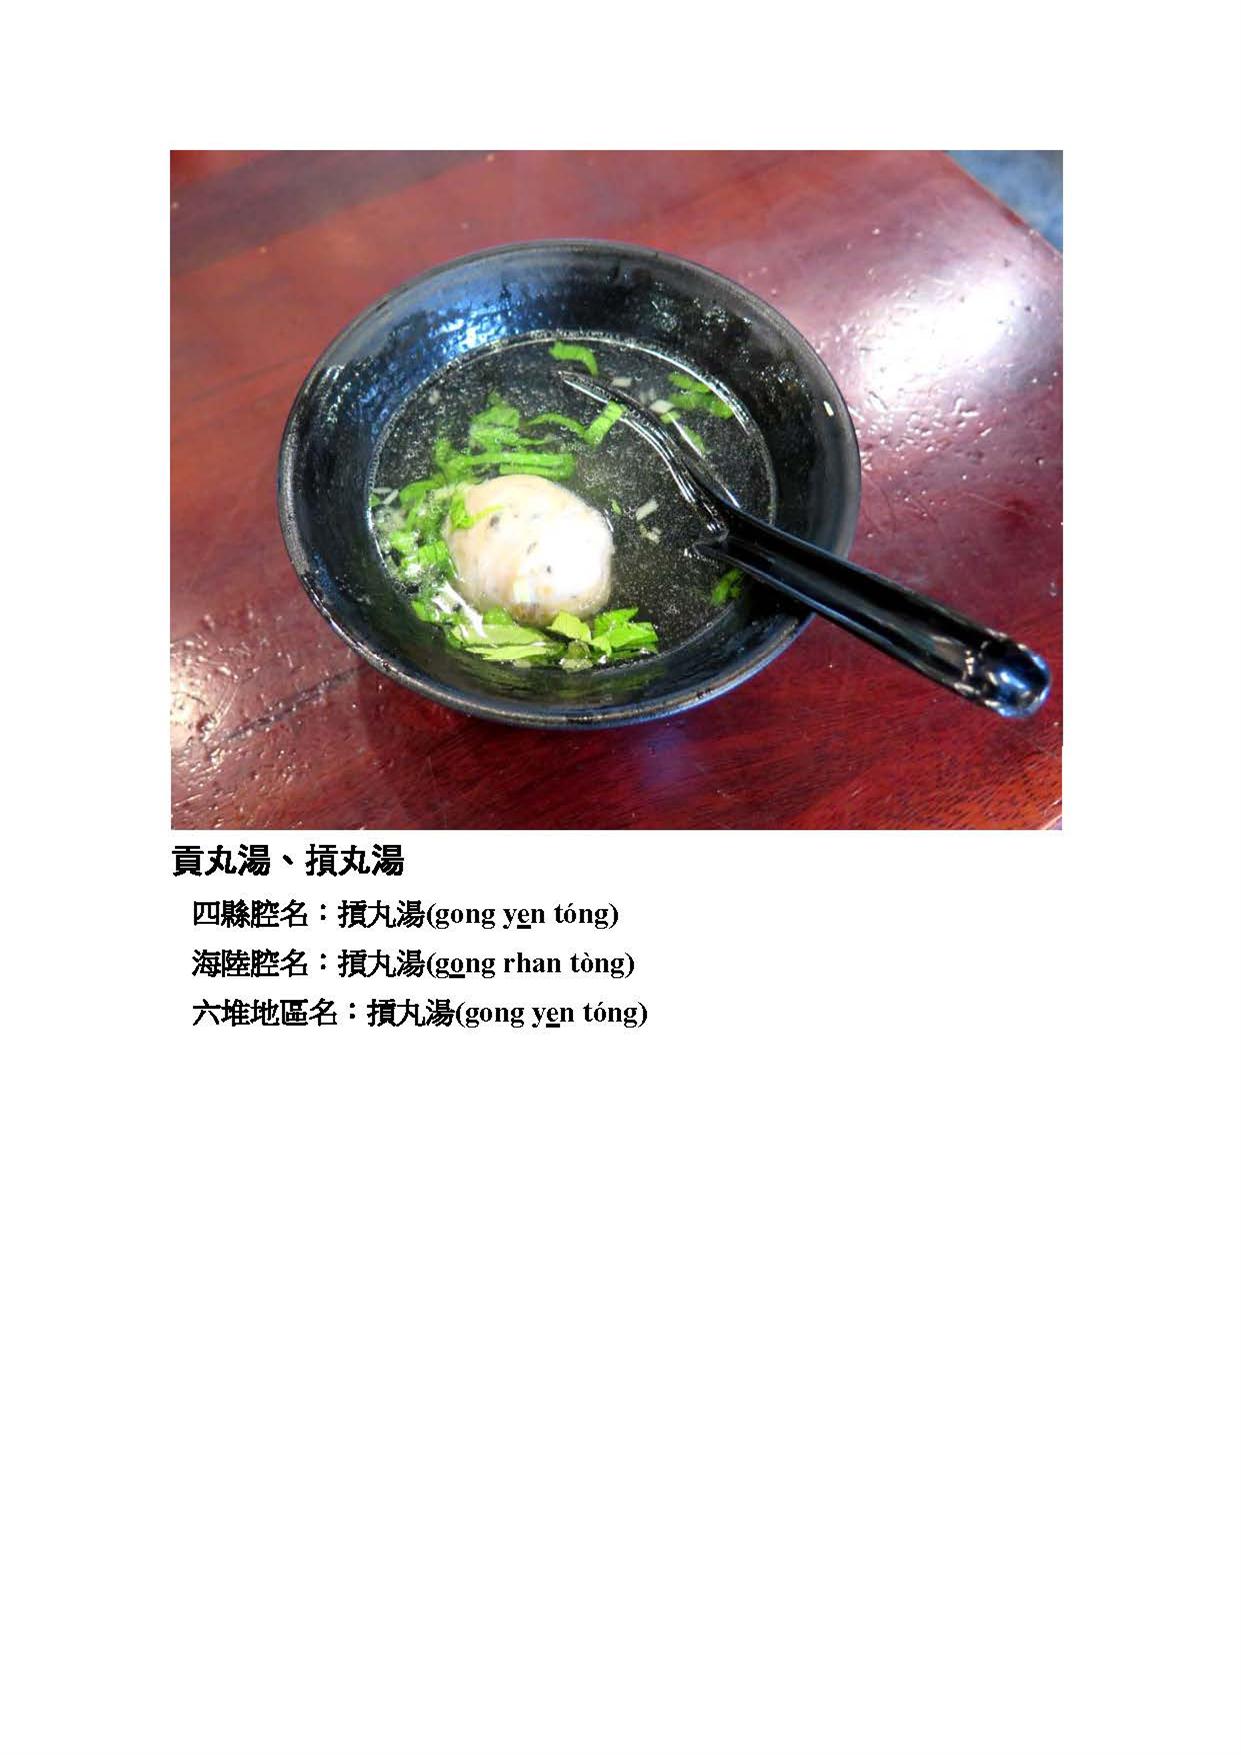 貢丸湯、摃丸湯
四縣腔名：摃丸湯(gong yen tóng)
海陸腔名：摃丸湯(gong rhan tòng)
六堆地區名：摃丸湯(gong yen tóng)